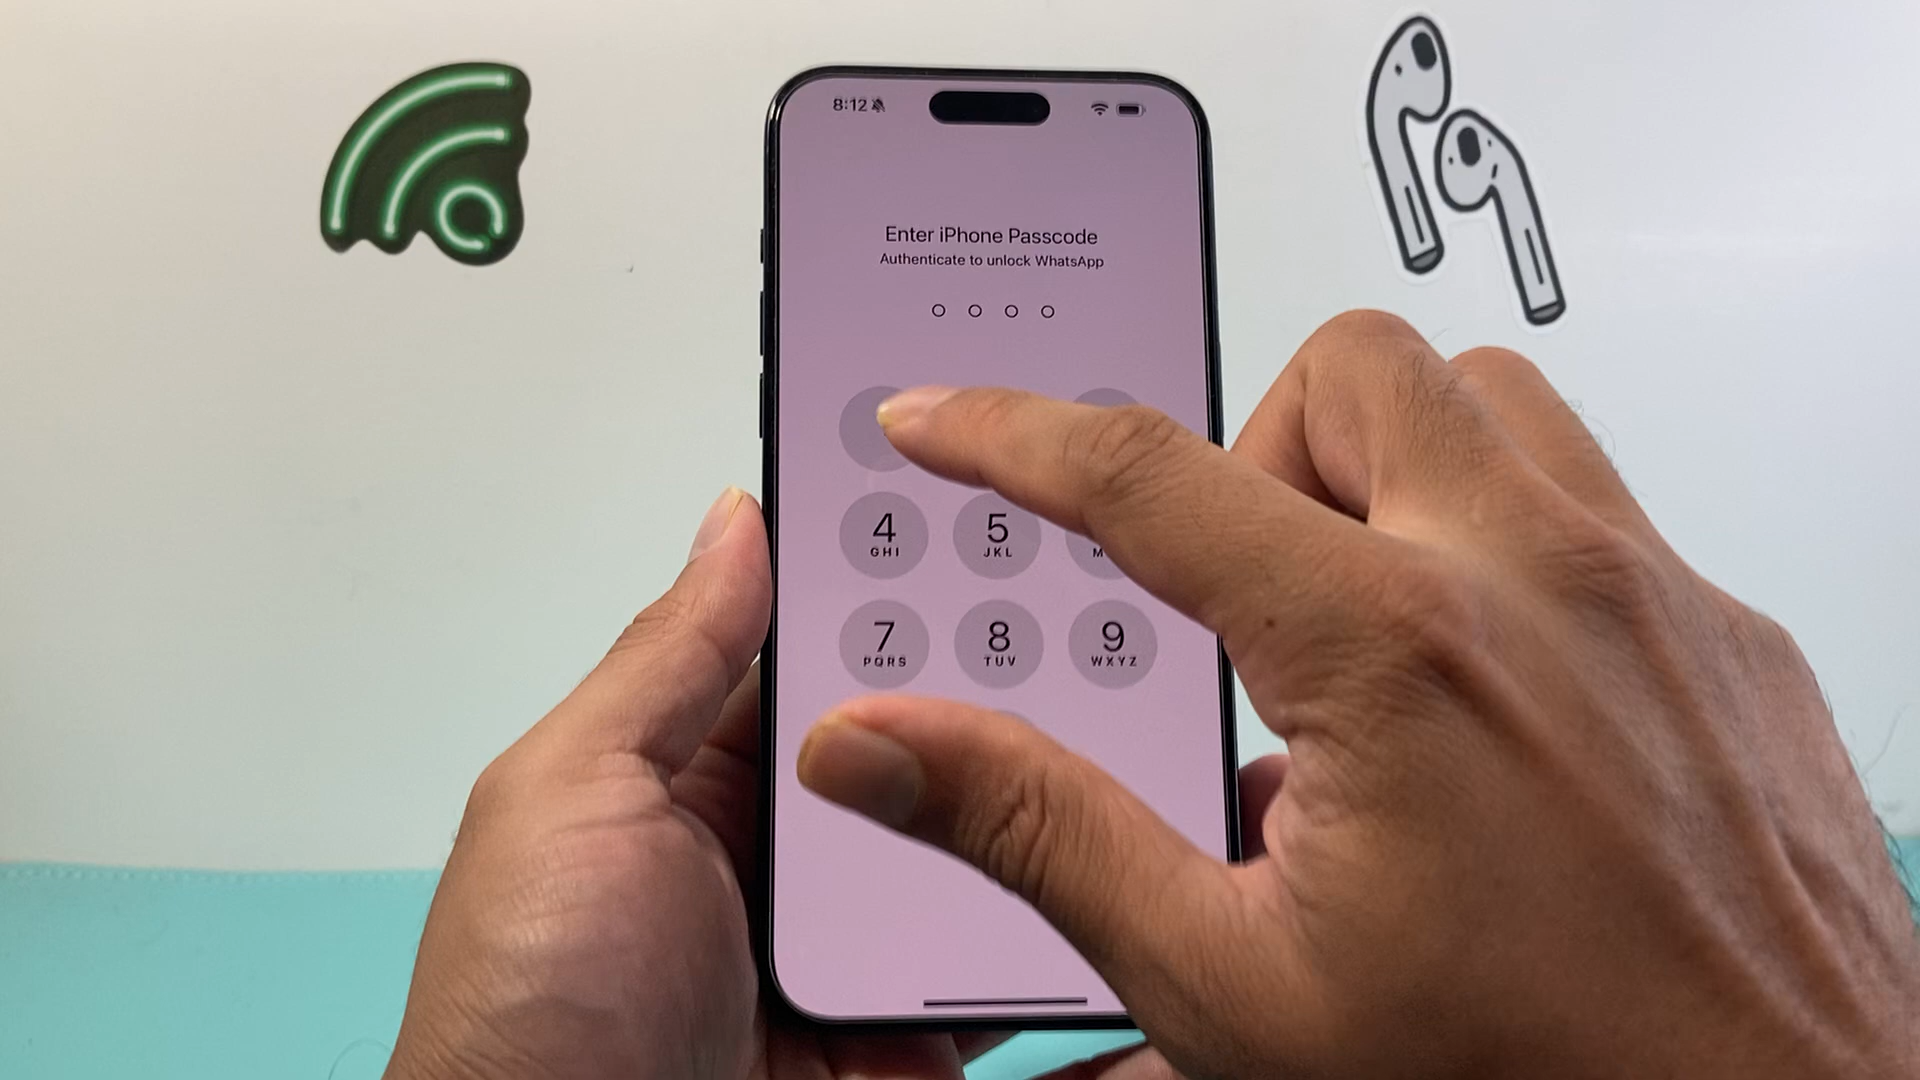 8:12
Enter iPhone Passcode
Authenticate to unlock WhatsApp
4 5
GHI JKL M
7 8 9
PQRS TUV WXYZ